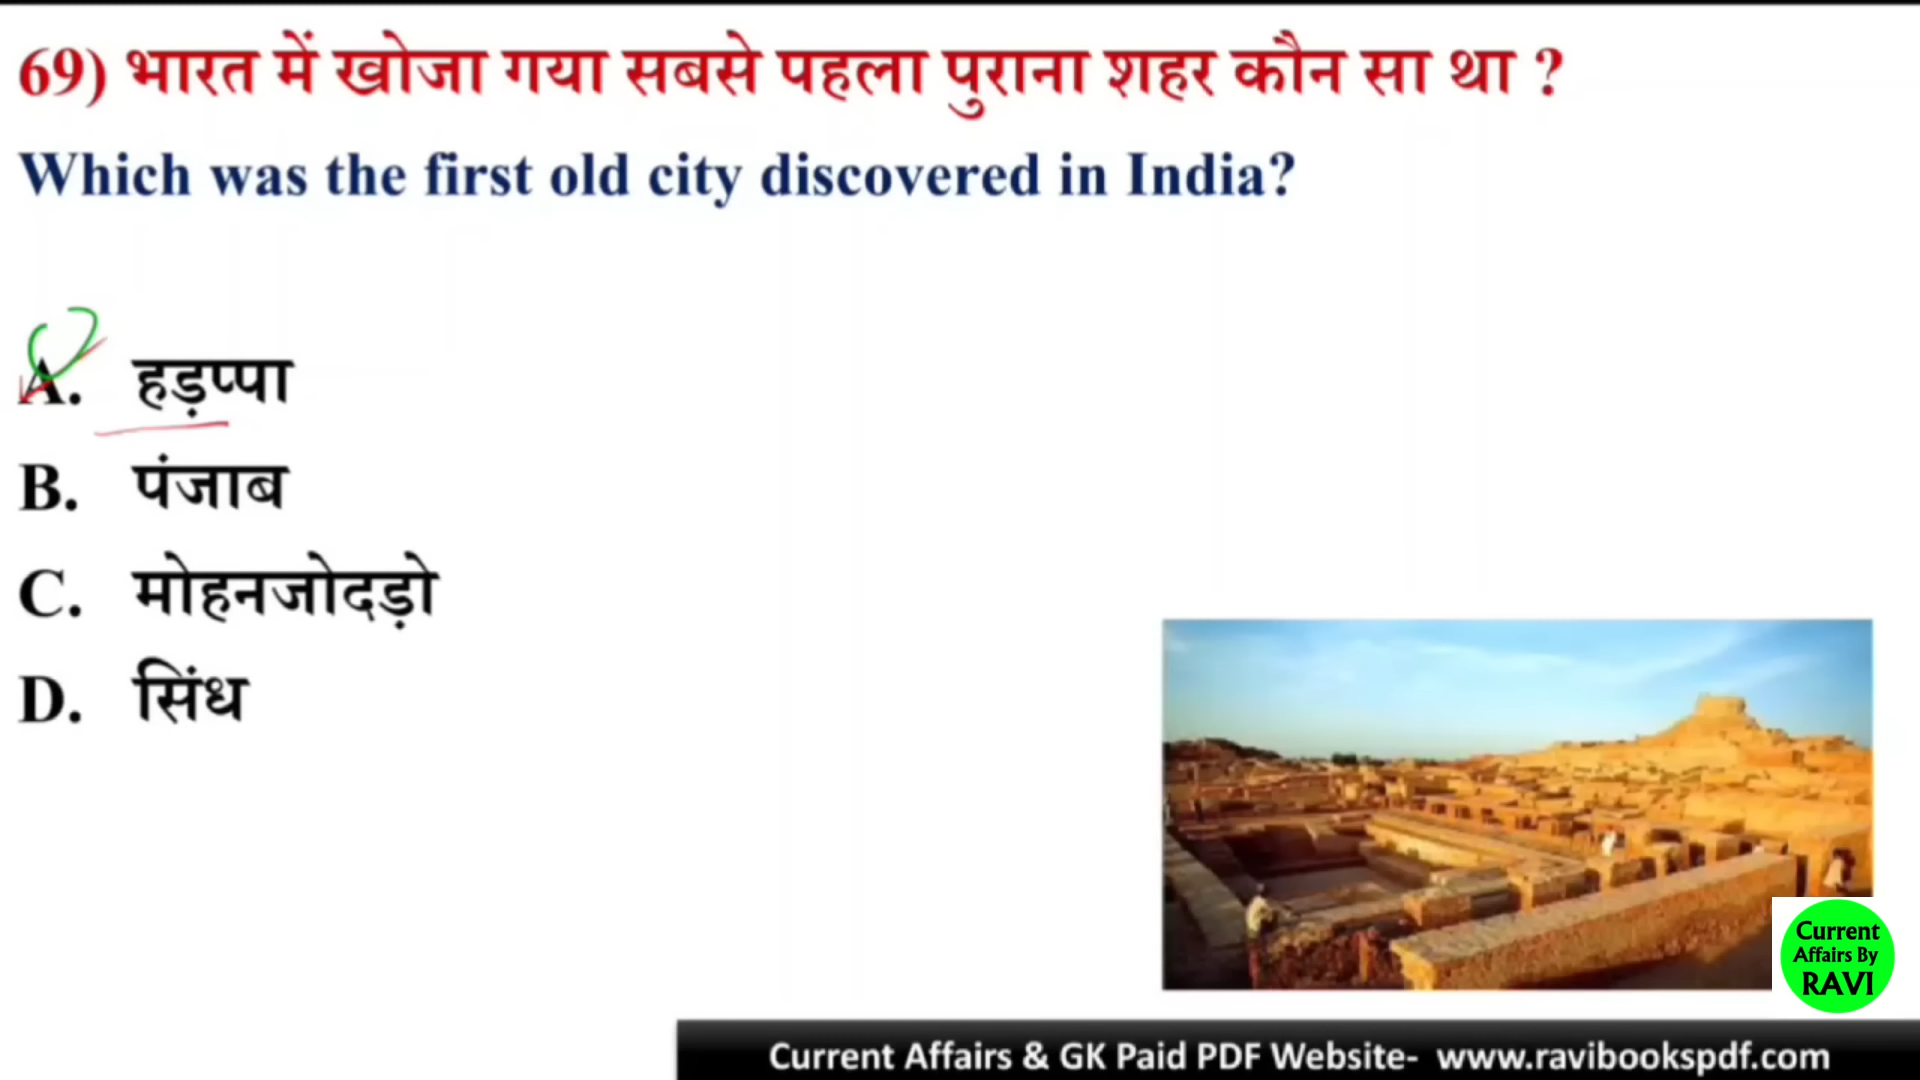 69) भारत में खोजा गया सबसे पहला पुराना शहर कौन सा था ?
Which was the first old city discovered in India?
A. हड़प्पा
B. पंजाब
C. मोहनजोदड़ो
D. सिंध
Current
Affairs By
RAVI
Current Affairs & GK Paid PDF Website- www.ravibookspdf.com